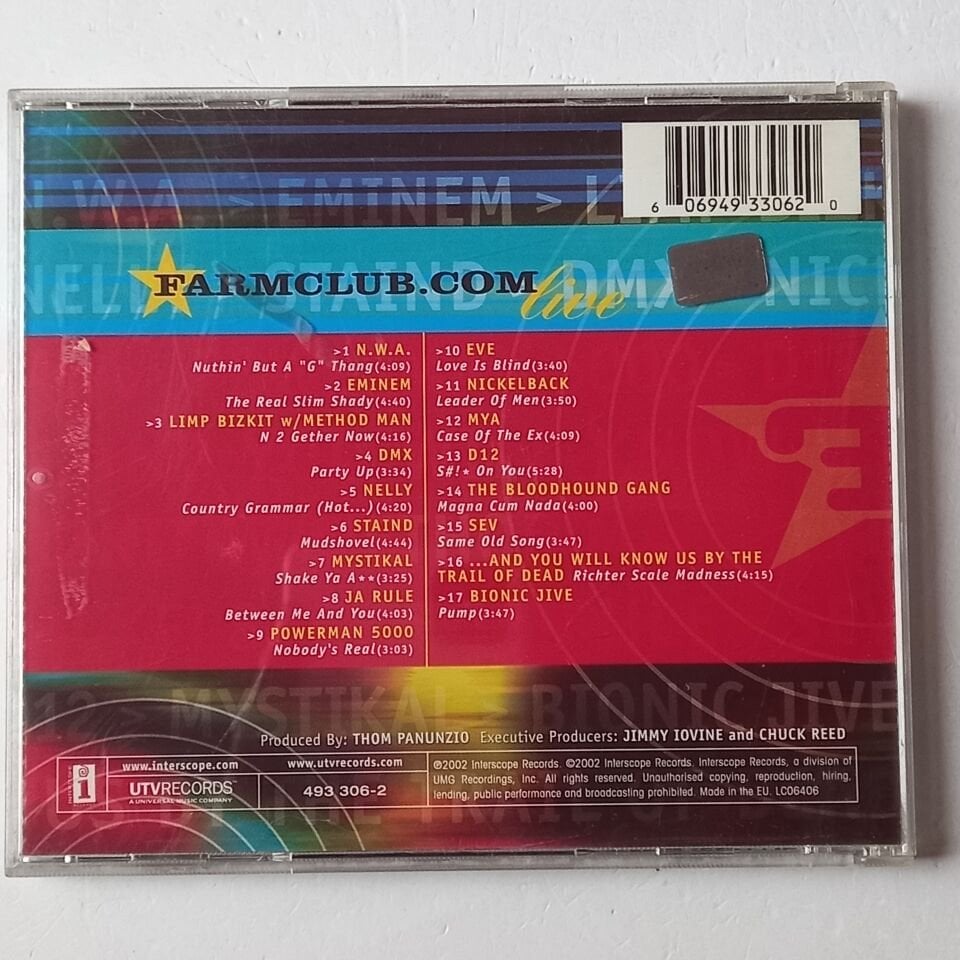 N.W.A. > EMINEM > L
6 06949 33062 0
NELLY STAIND DMX NIC
FARMCLUB.COM live
>1 N.W.A.
Nuthin' But A "G" Thang(4:09)
>2 EMINEM
The Real Slim Shady(4:40)
>3 LIMP BIZKIT w/METHOD MAN
N 2 Gether Now(4:16)
>4 DMX
Party Up(3:34)
>5 NELLY
Country Grammar (Hot...)(4:20)
>6 STAIND
Mudshovel(4:44)
>7 MYSTIKAL
Shake Ya A**(3:25)
>8 JA RULE
Between Me And You(4:03)
>9 POWERMAN 5000
Nobody's Real(3:03)
>10 EVE
Love Is Blind(3:40)
>11 NICKELBACK
Leader Of Men(3:50)
>12 MYA
Case Of The Ex(4:09)
>13 D12
S#!* On You(5:28)
>14 THE BLOODHOUND GANG
Magna Cum Nada(4:00)
>15 SEV
Same Old Song(3:47)
>16 ...AND YOU WILL KNOW US BY THE
TRAIL OF DEAD Richter Scale Madness(4:15)
>17 BIONIC JIVE
Pump(3:47)
12 > MYSTIKAL > BIONIC JIVE
Produced By: THOM PANUNZIO Executive Producers: JIMMY IOVINE and CHUCK REED
INTERSCOPE
www.interscope.com
www.utvrecords.com
UTVRECORDS™
A UNIVERSAL MUSIC COMPANY
493 306-2
℗2002 Interscope Records. ©2002 Interscope Records. Interscope Records, a division of
UMG Recordings, Inc. All rights reserved. Unauthorised copying, reproduction, hiring,
lending, public performance and broadcasting prohibited. Made in the EU. LC06406
THE TRAIL OF D